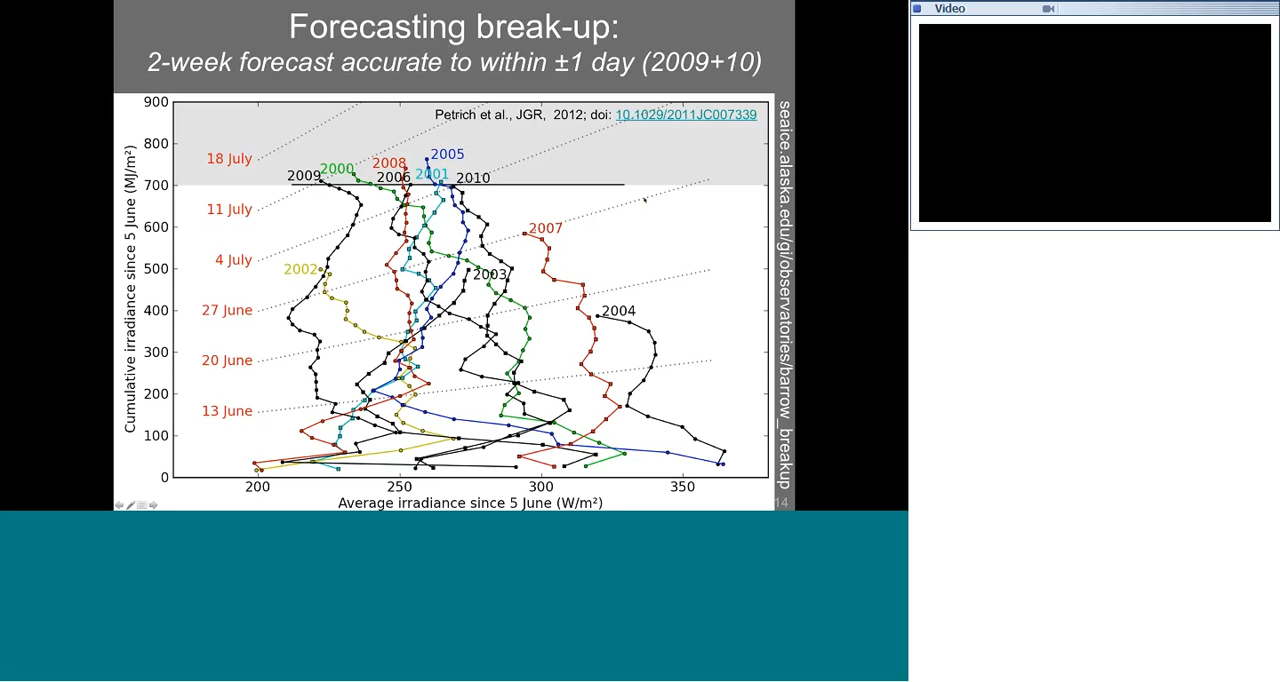 Forecasting break-up:
2-week forecast accurate to within ±1 day (2009+10)
Petrich et al., JGR, 2012; doi: 10.1029/2011JC007339
Cumulative irradiance since 5 June (MJ/m²)
900
800
700
600
500
400
300
200
100
0
18 July
11 July
4 July
27 June
20 June
13 June
2009
2000
2008
2006
2005
2001
2010
2007
2002
2003
2004
200
250
300
350
Average irradiance since 5 June (W/m²)
seaice.alaska.edu/gi/observatories/barrow_breakup
14
Video